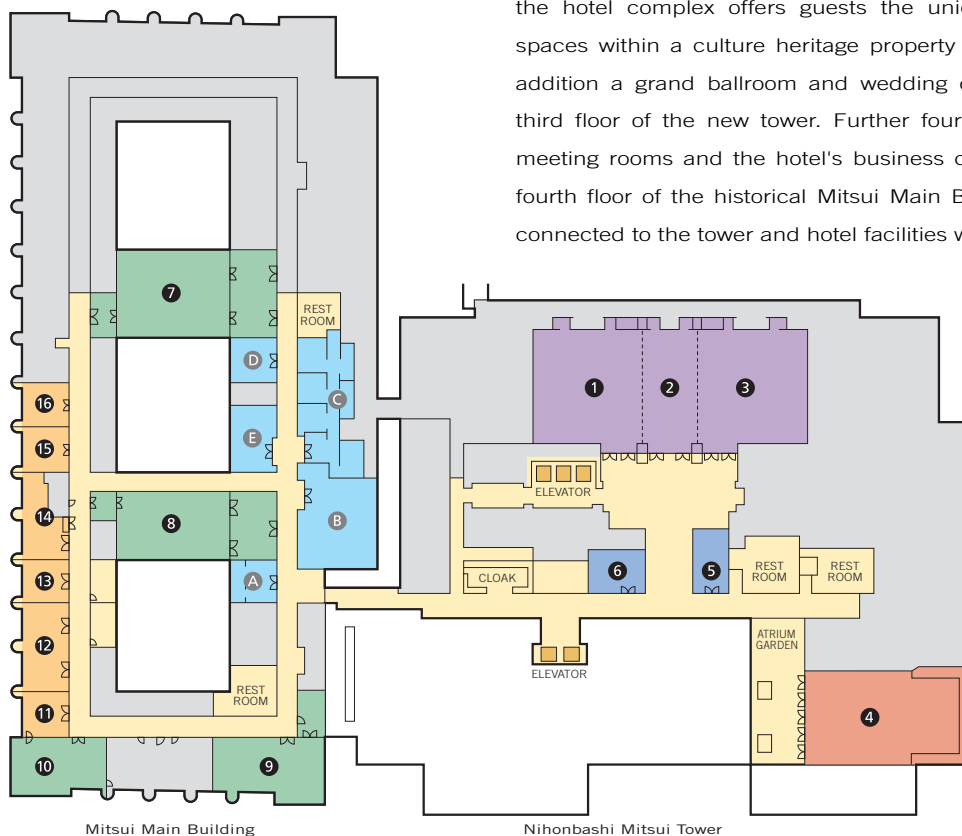 the hotel complex offers guests the
spaces within a culture heritage property
addition a grand ballroom and wedding
third floor of the new tower. Further four
meeting rooms and the hotel's business
fourth floor of the historical Mitsui Main
connected to the tower and hotel facilities
7
REST
ROOM
D
16
C
1
2
3
E
15
ELEVATOR
14
8
B
13
A
CLOAK
6
5
REST
ROOM
REST
ROOM
12
ATRIUM
GARDEN
ELEVATOR
REST
ROOM
11
4
10
9
Mitsui Main Building
Nihonbashi Mitsui Tower